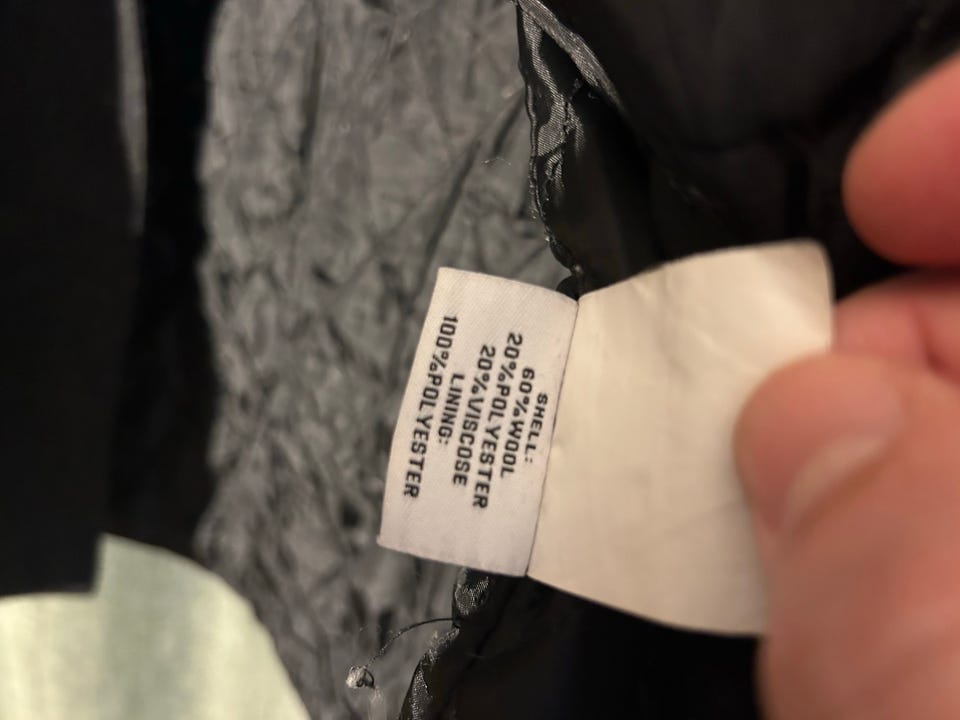 SHELL:
60%WOOL
20%POLYESTER
20%VISCOSE
LINING:
100%POLYESTER